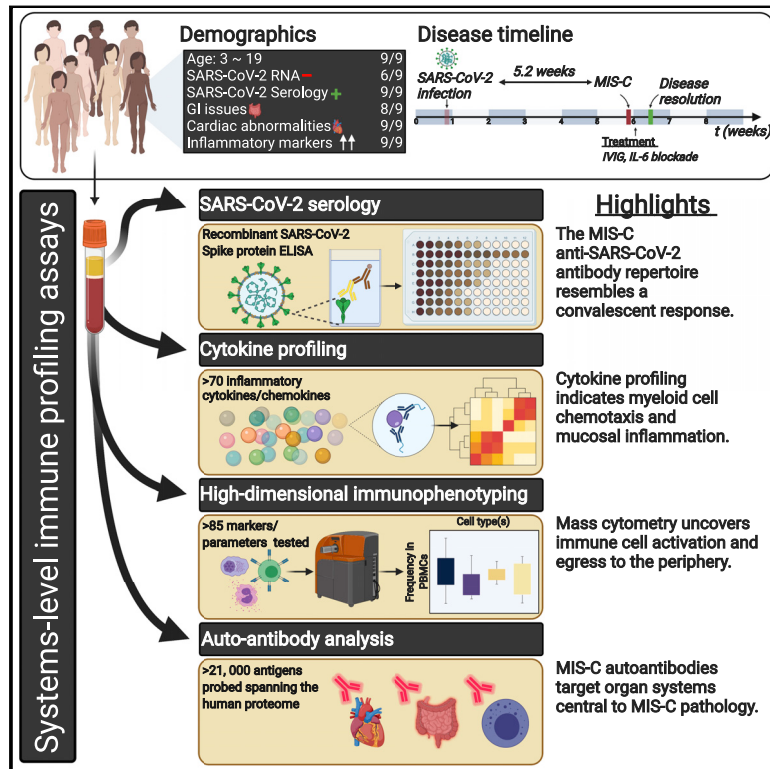 Demographics
Age: 3 ~ 19 9/9
SARS-CoV-2 RNA 6/9
SARS-CoV-2 Serology 9/9
GI issues 8/9
Cardiac abnormalities 9/9
Inflammatory markers 9/9
Disease timeline
SARS-CoV-2
infection
5.2 weeks
MIS-C
Disease
resolution
0 1 2 3 4 5 6 7 8
t (weeks)
Treatment
IVIG, IL-6 blockade
Systems-level immune profiling assays
SARS-CoV-2 serology
Recombinant SARS-CoV-2
Spike protein ELISA
Cytokine profiling
>70 inflammatory
cytokines/chemokines
High-dimensional immunophenotyping
>85 markers/
parameters tested
Frequency in
PBMCs
Cell type(s)
Auto-antibody analysis
>21, 000 antigens
probed spanning the
human proteome
Highlights
The MIS-C
anti-SARS-CoV-2
antibody repertoire
resembles a
convalescent response.
Cytokine profiling
indicates myeloid cell
chemotaxis and
mucosal inflammation.
Mass cytometry uncovers
immune cell activation and
egress to the periphery.
MIS-C autoantibodies
target organ systems
central to MIS-C pathology.